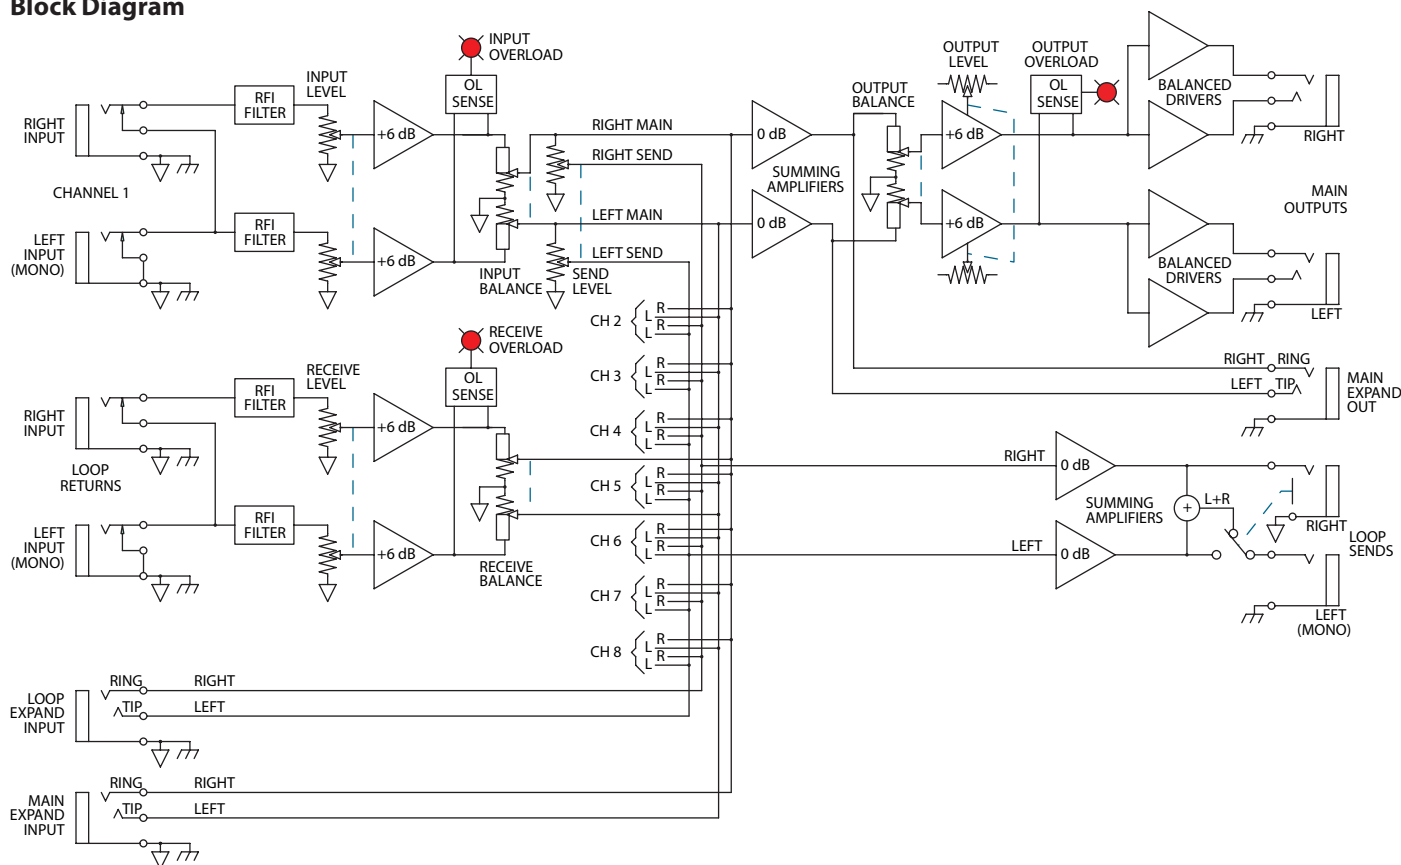 Block Diagram
INPUT
OVERLOAD
OL
SENSE
INPUT
LEVEL
RFI
FILTER
RIGHT
INPUT
+6 dB
CHANNEL 1
LEFT
INPUT
(MONO)
RFI
FILTER
+6 dB
INPUT
BALANCE
RIGHT MAIN
RIGHT SEND
LEFT MAIN
LEFT SEND
SEND
LEVEL
0 dB
SUMMING
AMPLIFIERS
0 dB
OUTPUT
BALANCE
OUTPUT
LEVEL
+6 dB
+6 dB
OUTPUT
OVERLOAD
OL
SENSE
BALANCED
DRIVERS
RIGHT
MAIN
OUTPUTS
BALANCED
DRIVERS
LEFT
CH 2
R
L
R
L
CH 3
R
L
R
L
CH 4
R
L
R
L
CH 5
R
L
R
L
CH 6
R
L
R
L
CH 7
R
L
R
L
CH 8
R
L
R
L
RECEIVE
OVERLOAD
OL
SENSE
RECEIVE
LEVEL
RFI
FILTER
RIGHT
INPUT
+6 dB
LOOP
RETURNS
LEFT
INPUT
(MONO)
RFI
FILTER
+6 dB
RECEIVE
BALANCE
RIGHT RING
LEFT TIP
MAIN
EXPAND
OUT
RIGHT
0 dB
SUMMING
AMPLIFIERS
LEFT
0 dB
L+R
+
RIGHT
LOOP
SENDS
LEFT
(MONO)
LOOP
EXPAND
INPUT
RING RIGHT
TIP LEFT
MAIN
EXPAND
INPUT
RING RIGHT
TIP LEFT